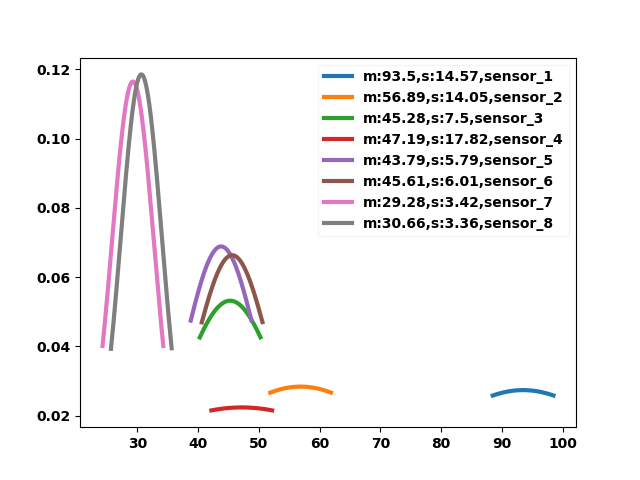 0.12
0.10
0.08
0.06
0.04
0.02
m:93.5,s:14.57,sensor_1
m:56.89,s:14.05,sensor_2
m:45.28,s:7.5,sensor_3
m:47.19,s:17.82,sensor_4
m:43.79,s:5.79,sensor_5
m:45.61,s:6.01,sensor_6
m:29.28,s:3.42,sensor_7
m:30.66,s:3.36,sensor_8
30 40 50 60 70 80 90 100